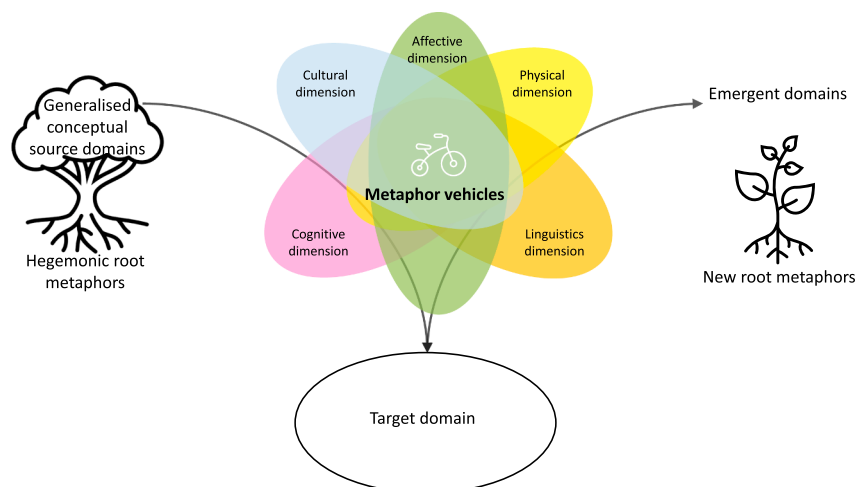 Generalised
conceptual
source domains
Hegemonic root
metaphors
Cultural
dimension
Affective
dimension
Physical
dimension
Metaphor vehicles
Cognitive
dimension
Linguistics
dimension
Emergent domains
New root metaphors
Target domain